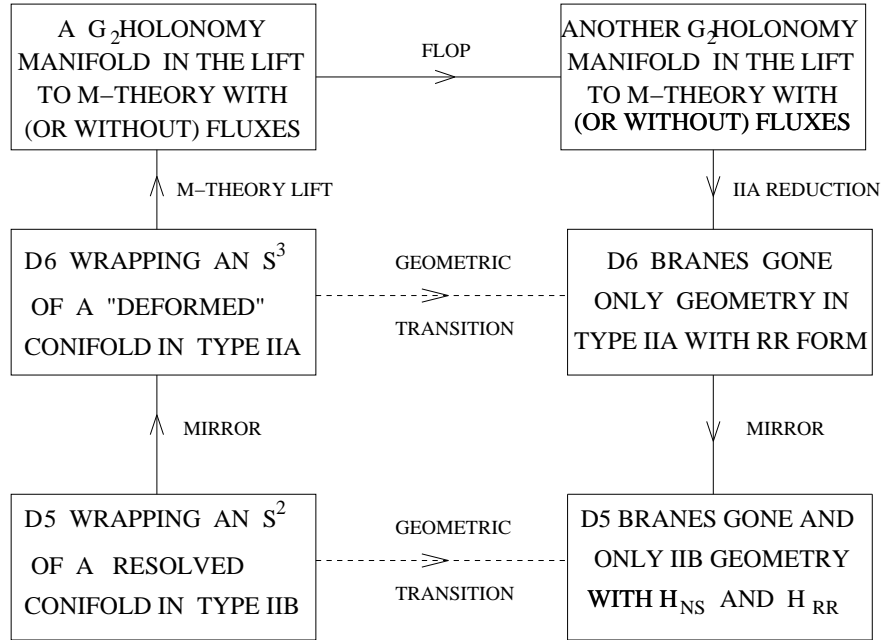 A G₂HOLONOMY
MANIFOLD IN THE LIFT
TO M−THEORY WITH
(OR WITHOUT) FLUXES
FLOP
ANOTHER G₂HOLONOMY
MANIFOLD IN THE LIFT
TO M−THEORY WITH
(OR WITHOUT) FLUXES
M−THEORY LIFT
IIA REDUCTION
D6 WRAPPING AN S³
OF A "DEFORMED"
CONIFOLD IN TYPE IIA
GEOMETRIC
TRANSITION
D6 BRANES GONE
ONLY GEOMETRY IN
TYPE IIA WITH RR FORM
MIRROR
MIRROR
D5 WRAPPING AN S²
OF A RESOLVED
CONIFOLD IN TYPE IIB
GEOMETRIC
TRANSITION
D5 BRANES GONE AND
ONLY IIB GEOMETRY
WITH H_NS AND H_RR